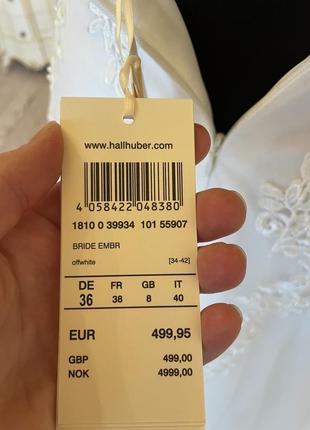 www.hallhuber.com
4 058422 048380
1810 0 39934 101 55907
BRIDE EMBR
offwhite [34-42]
DE FR GB IT
36 38 8 40
EUR 499,95
GBP 499,00
NOK 4999,00